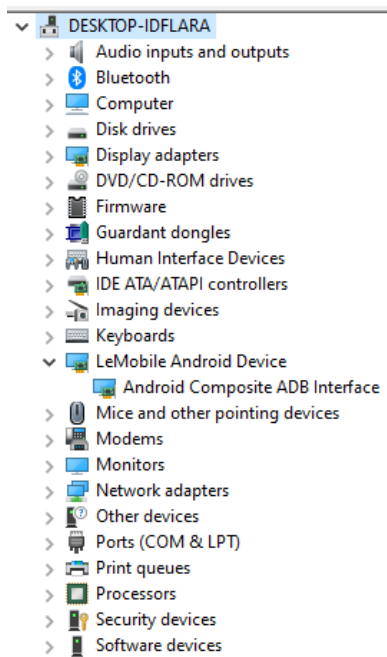 DESKTOP-IDFLARA
Audio inputs and outputs
Bluetooth
Computer
Disk drives
Display adapters
DVD/CD-ROM drives
Firmware
Guardant dongles
Human Interface Devices
IDE ATA/ATAPI controllers
Imaging devices
Keyboards
LeMobile Android Device
Android Composite ADB Interface
Mice and other pointing devices
Modems
Monitors
Network adapters
Other devices
Ports (COM & LPT)
Print queues
Processors
Security devices
Software devices